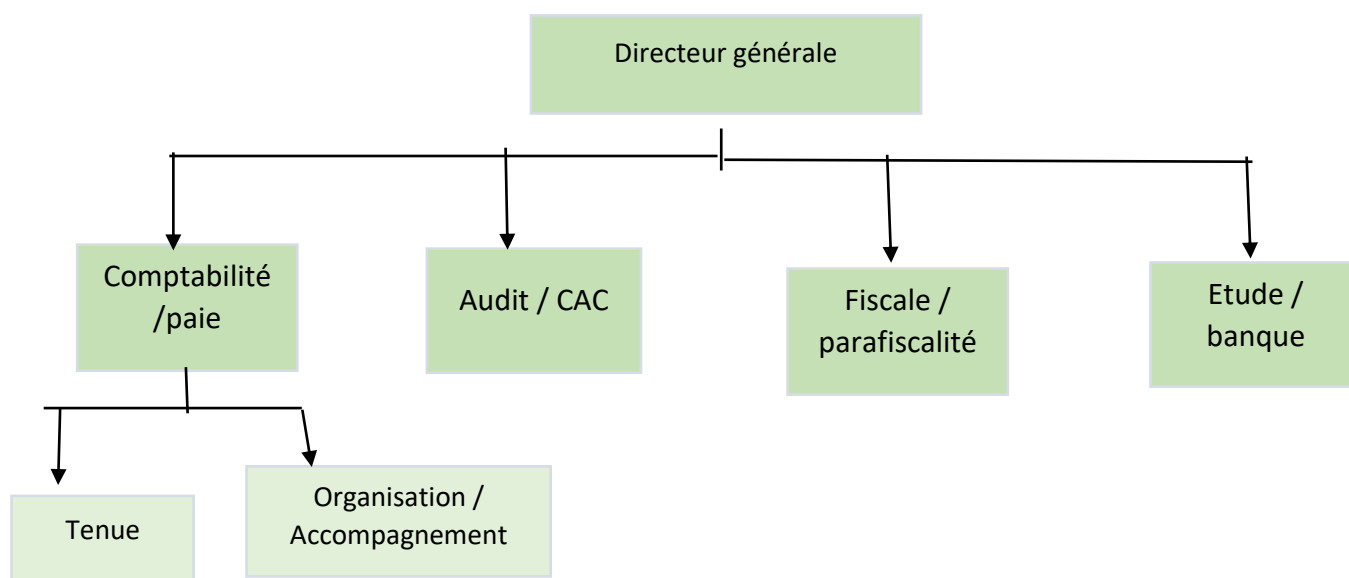 Directeur générale
Comptabilité
/paie
Audit / CAC
Fiscale /
parafiscalité
Etude /
banque
Tenue
Organisation /
Accompagnement